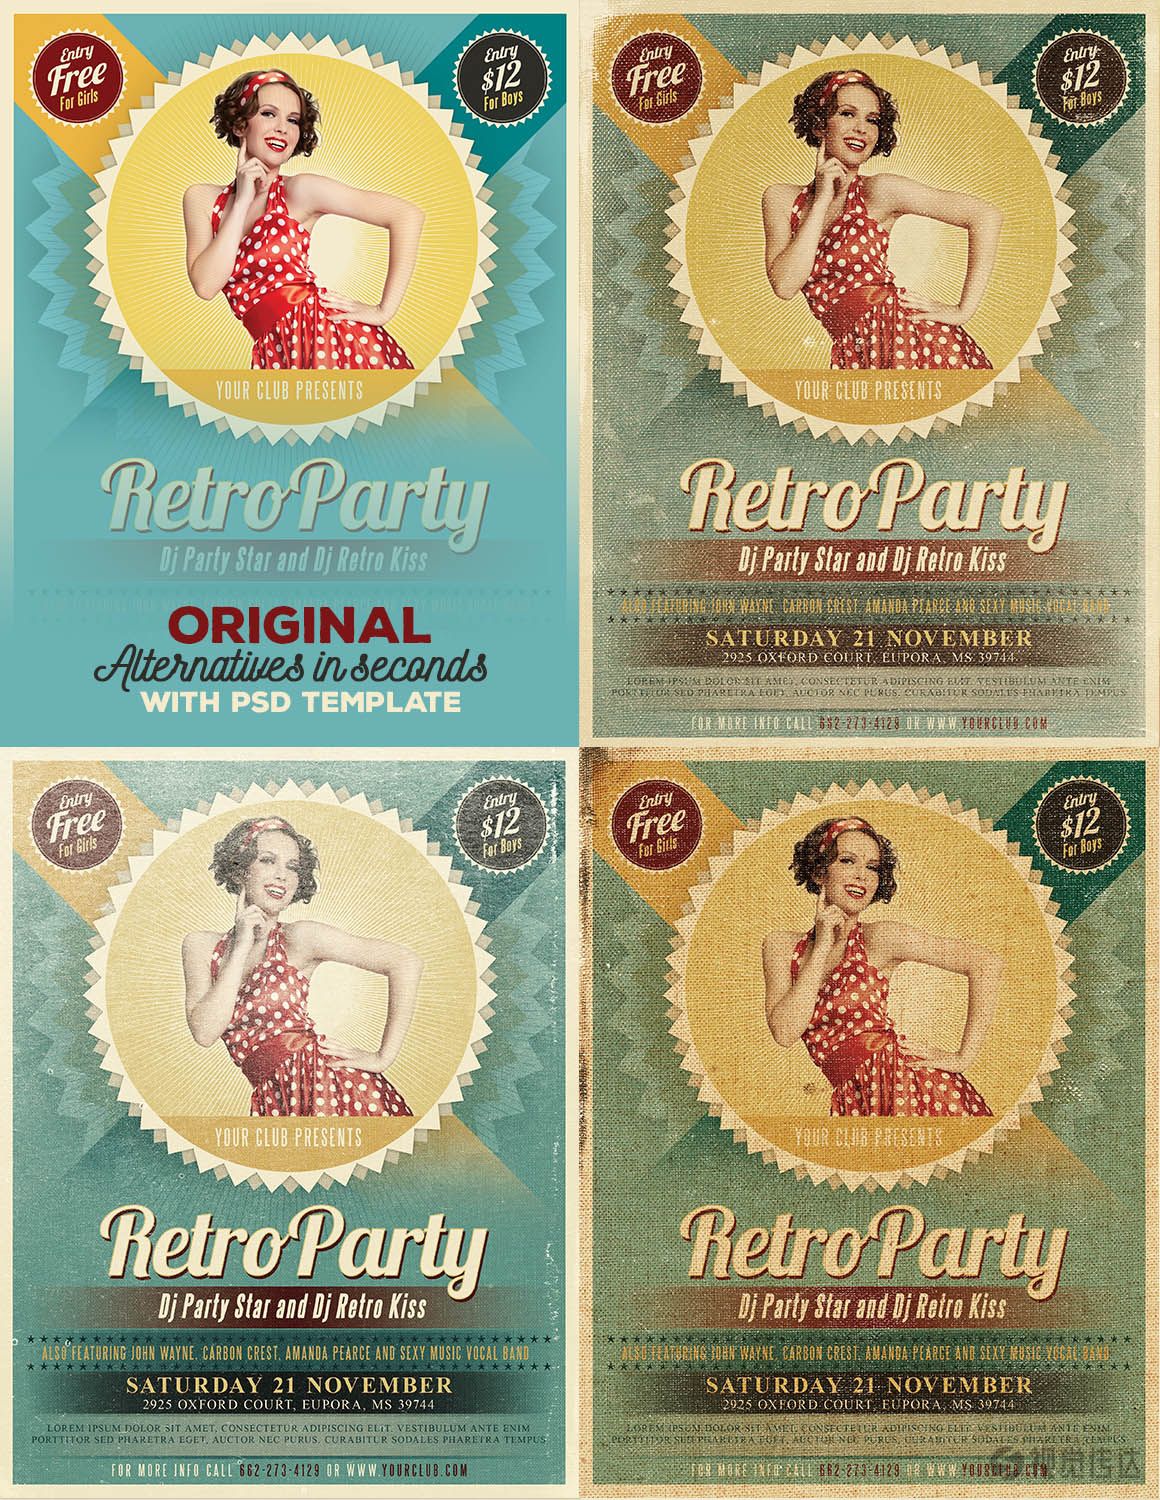 Entry
Free
For Girls
Entry
$12
For Boys
YOUR CLUB PRESENTS
Retro Party
Dj Party Star and Dj Retro Kiss
ORIGINAL
Alternatives in seconds
WITH PSD TEMPLATE
Entry
Free
For Girls
Entry
$12
For Boys
YOUR CLUB PRESENTS
Retro Party
Dj Party Star and Dj Retro Kiss
ALSO FEATURING JOHN WAYNE, CARBON CREST, AMANDA PEARCE AND SEXY MUSIC VOCAL BAND
SATURDAY 21 NOVEMBER
2925 OXFORD COURT, EUPORA, MS 39744
LOREM IPSUM DOLOR SIT AMET, CONSECTETUR ADIPISCING ELIT. VESTIBULUM ANTE ENIM
PORTTITOR SED PHARETRA EGET, AUCTOR NEC PURUS. CURABITUR SODALES PHARETRA TEMPUS
FOR MORE INFO CALL 662-273-4129 OR WWW.YOURCLUB.COM
Entry
Free
For Girls
Entry
$12
For Boys
YOUR CLUB PRESENTS
Retro Party
Dj Party Star and Dj Retro Kiss
ALSO FEATURING JOHN WAYNE, CARBON CREST, AMANDA PEARCE AND SEXY MUSIC VOCAL BAND
SATURDAY 21 NOVEMBER
2925 OXFORD COURT, EUPORA, MS 39744
LOREM IPSUM DOLOR SIT AMET, CONSECTETUR ADIPISCING ELIT. VESTIBULUM ANTE ENIM
PORTTITOR SED PHARETRA EGET, AUCTOR NEC PURUS. CURABITUR SODALES PHARETRA TEMPUS
FOR MORE INFO CALL 662-273-4129 OR WWW.YOURCLUB.COM
Entry
Free
For Girls
Entry
$12
For Boys
YOUR CLUB PRESENTS
Retro Party
Dj Party Star and Dj Retro Kiss
ALSO FEATURING JOHN WAYNE, CARBON CREST, AMANDA PEARCE AND SEXY MUSIC VOCAL BAND
SATURDAY 21 NOVEMBER
2925 OXFORD COURT, EUPORA, MS 39744
LOREM IPSUM DOLOR SIT AMET, CONSECTETUR ADIPISCING ELIT. VESTIBULUM ANTE ENIM
PORTTITOR SED PHARETRA EGET, AUCTOR NEC PURUS. CURABITUR SODALES PHARETRA TEMPUS
FOR MORE INFO CALL 662-273-4129 OR WWW.YOURCLUB.COM
视觉传达